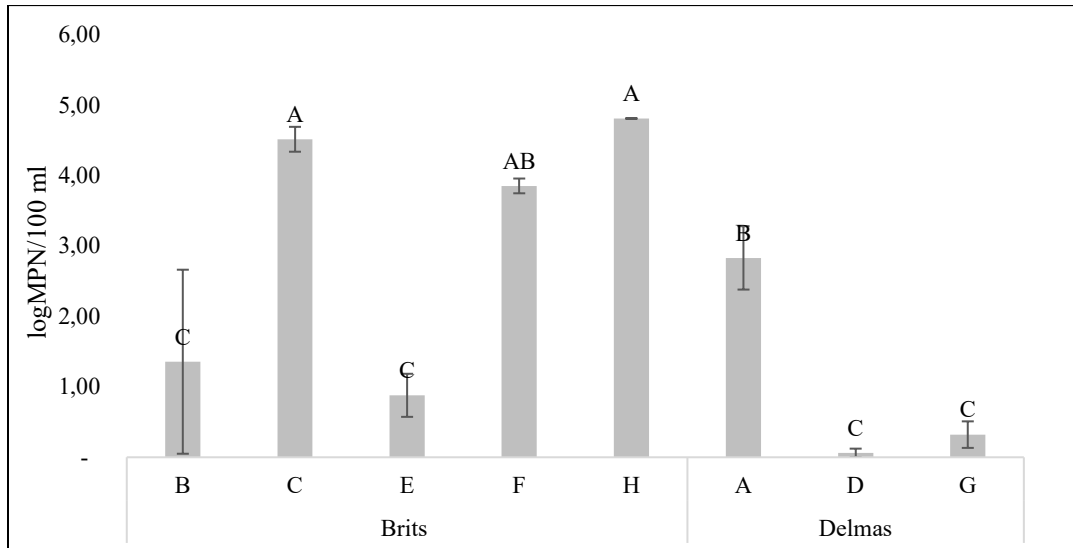 logMPN/100 ml
6,00
5,00
4,00
3,00
2,00
1,00
-
C
A
C
AB
A
B
C
C
B
C
E
F
H
A
D
G
Brits
Delmas